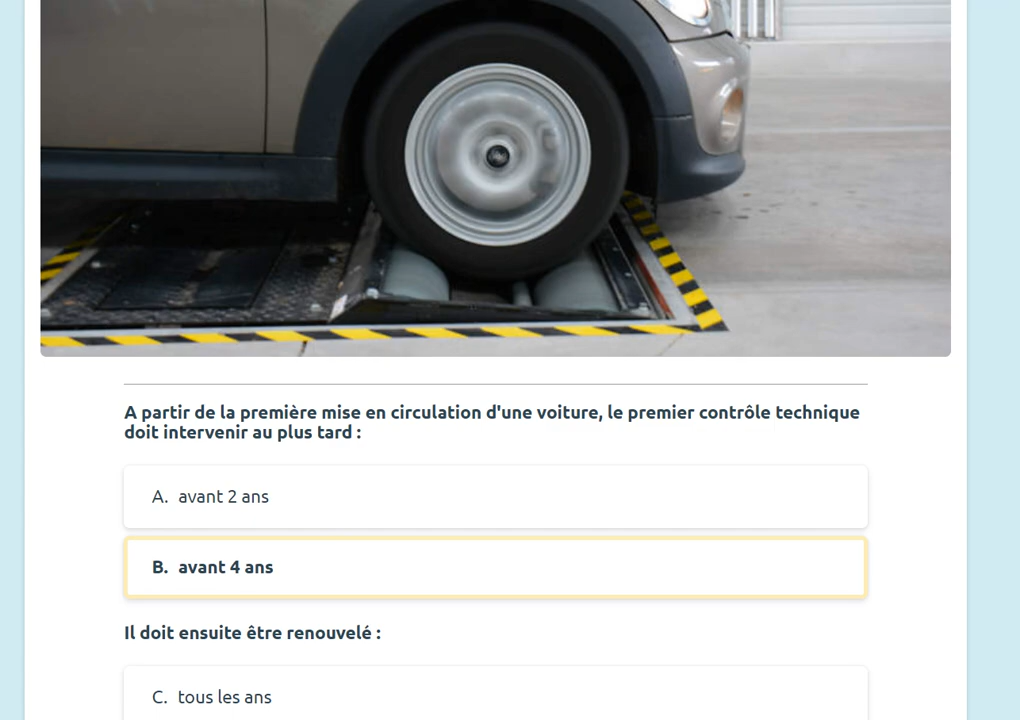 A partir de la première mise en circulation d'une voiture, le premier contrôle technique
doit intervenir au plus tard :
A. avant 2 ans
B. avant 4 ans
Il doit ensuite être renouvelé :
C. tous les ans